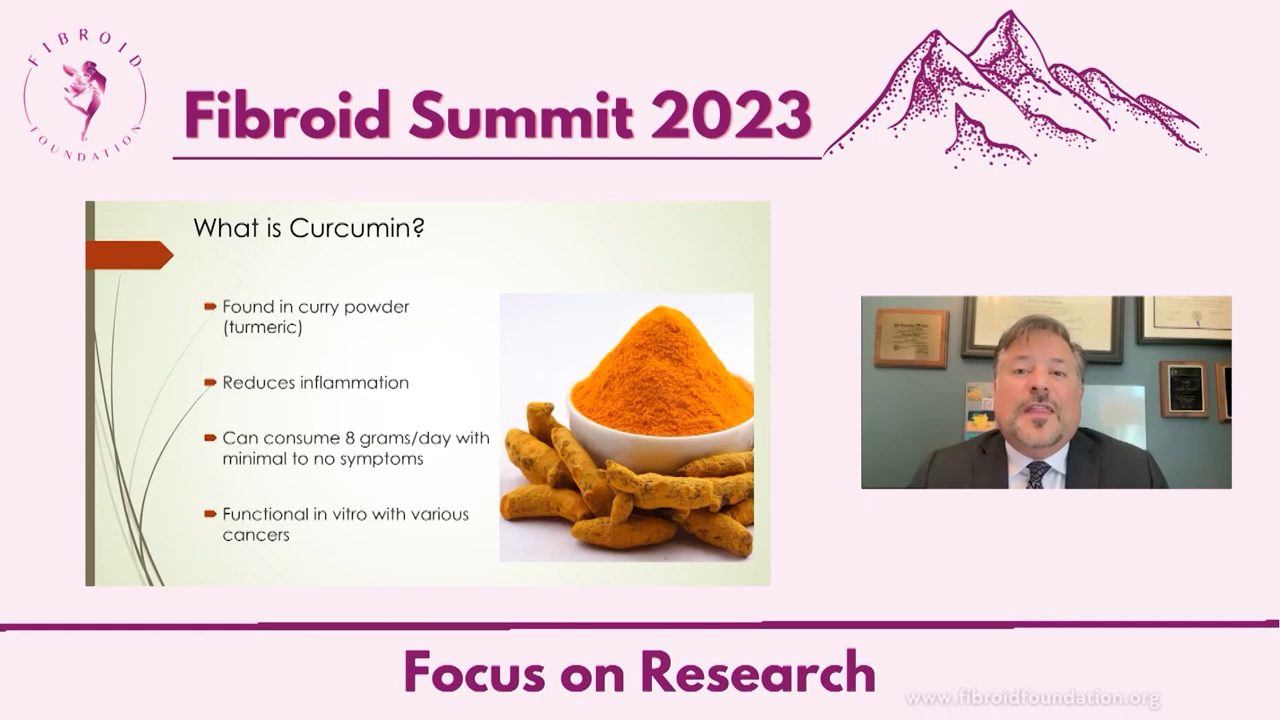 FIBROID
FOUNDATION
Fibroid Summit 2023
What is Curcumin?
Found in curry powder
(turmeric)
Reduces inflammation
Can consume 8 grams/day with
minimal to no symptoms
Functional in vitro with various
cancers
Focus on Research
www.fibroidfoundation.org